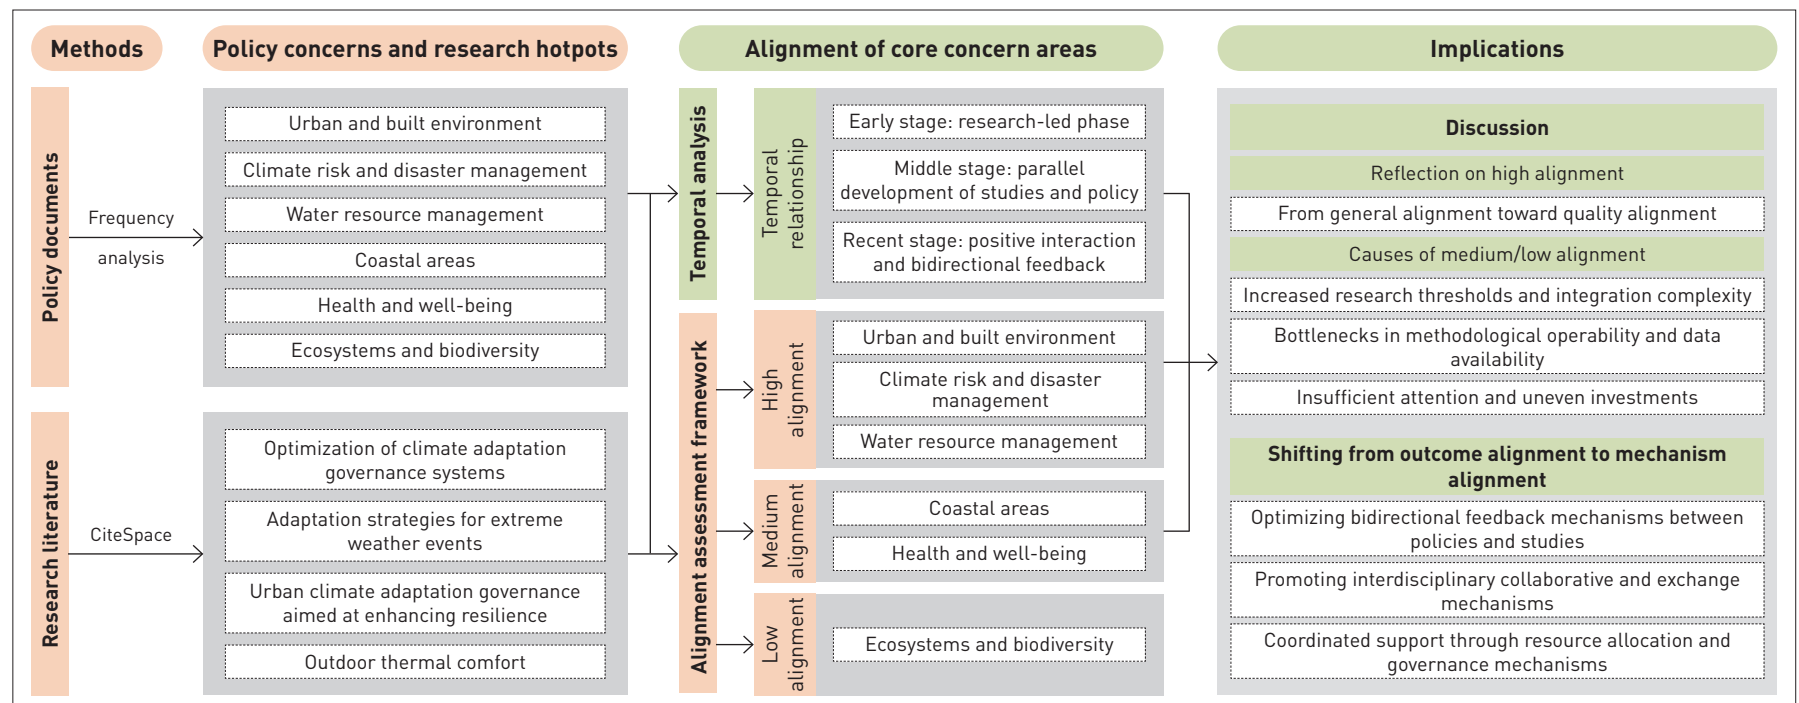 Methods
Policy concerns and research hotpots
Alignment of core concern areas
Implications
Policy documents
Frequency
analysis
Urban and built environment
Climate risk and disaster management
Water resource management
Coastal areas
Health and well-being
Ecosystems and biodiversity
Research literature
CiteSpace
Optimization of climate adaptation
governance systems
Adaptation strategies for extreme
weather events
Urban climate adaptation governance
aimed at enhancing resilience
Outdoor thermal comfort
Temporal analysis
Temporal
relationship
Early stage: research-led phase
Middle stage: parallel
development of studies and policy
Recent stage: positive interaction
and bidirectional feedback
Alignment assessment framework
High
alignment
Urban and built environment
Climate risk and disaster
management
Water resource management
Medium
alignment
Coastal areas
Health and well-being
Low
alignment
Ecosystems and biodiversity
Discussion
Reflection on high alignment
From general alignment toward quality alignment
Causes of medium/low alignment
Increased research thresholds and integration complexity
Bottlenecks in methodological operability and data
availability
Insufficient attention and uneven investments
Shifting from outcome alignment to mechanism
alignment
Optimizing bidirectional feedback mechanisms between
policies and studies
Promoting interdisciplinary collaborative and exchange
mechanisms
Coordinated support through resource allocation and
governance mechanisms